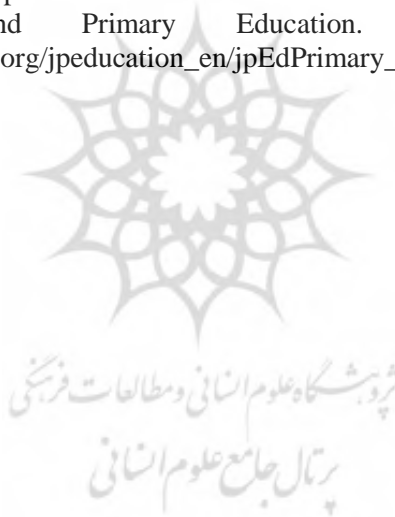 nd Primary Education.
org/jpeducation_en/jpEdPrimary_
پژوهشگاه علوم انسانی و مطالعات فرهنگی
پرتال جامع علوم انسانی